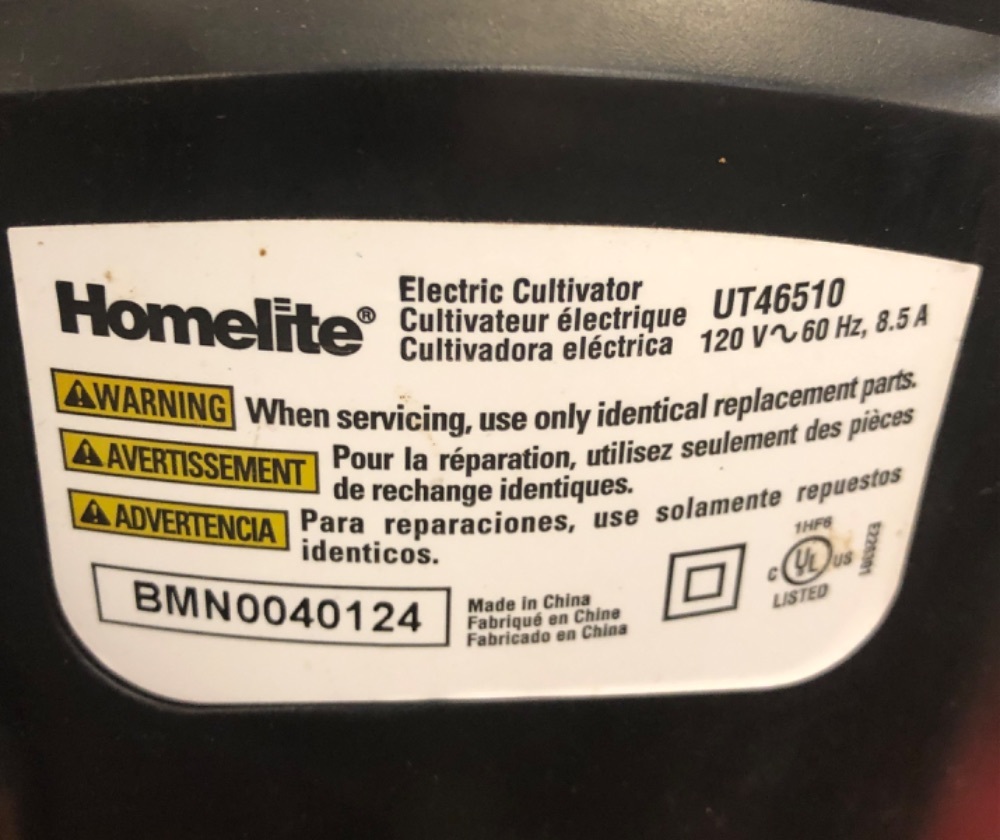 Homelite®
Electric Cultivator
Cultivateur électrique
Cultivadora eléctrica
UT46510
120 V~60 Hz, 8.5 A
WARNING When servicing, use only identical replacement parts.
AVERTISSEMENT Pour la réparation, utilisez seulement des pièces
de rechange identiques.
ADVERTENCIA Para reparaciones, use solamente repuestos
identicos.
BMN0040124
Made in China
Fabriqué en Chine
Fabricado en China
1HF6
C UL US
LISTED